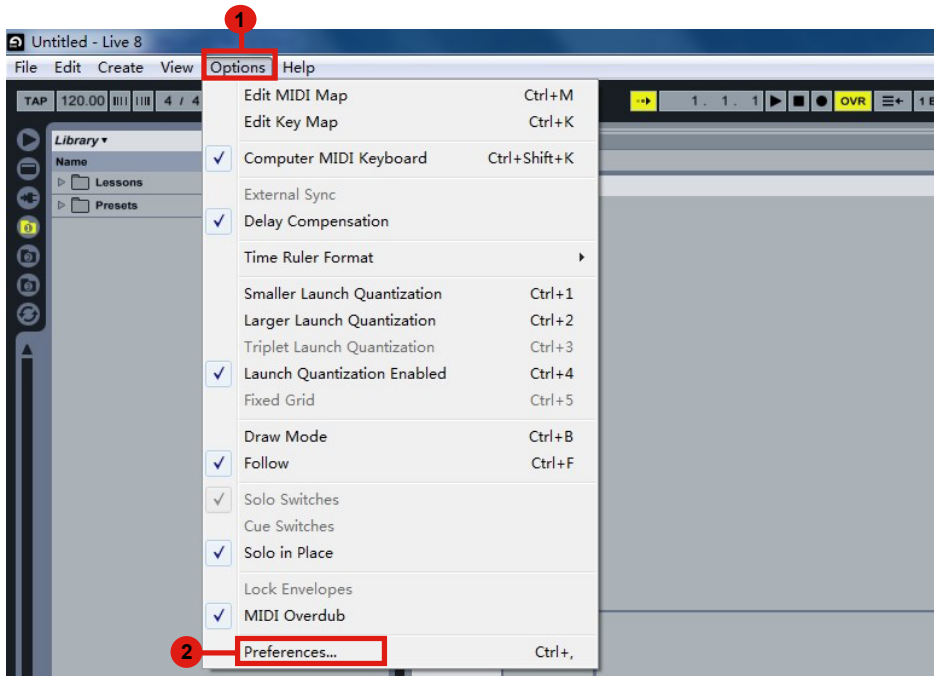 1
Untitled - Live 8
File Edit Create View Options Help
TAP 120.00 4 / 4 1. 1. 1 OVR
Library
Name
Lessons
Presets
Edit MIDI Map Ctrl+M
Edit Key Map Ctrl+K
Computer MIDI Keyboard Ctrl+Shift+K
External Sync
Delay Compensation
Time Ruler Format
Smaller Launch Quantization Ctrl+1
Larger Launch Quantization Ctrl+2
Triplet Launch Quantization Ctrl+3
Launch Quantization Enabled Ctrl+4
Fixed Grid Ctrl+5
Draw Mode Ctrl+B
Follow Ctrl+F
Solo Switches
Cue Switches
Solo in Place
Lock Envelopes
MIDI Overdub
2 Preferences... Ctrl+,